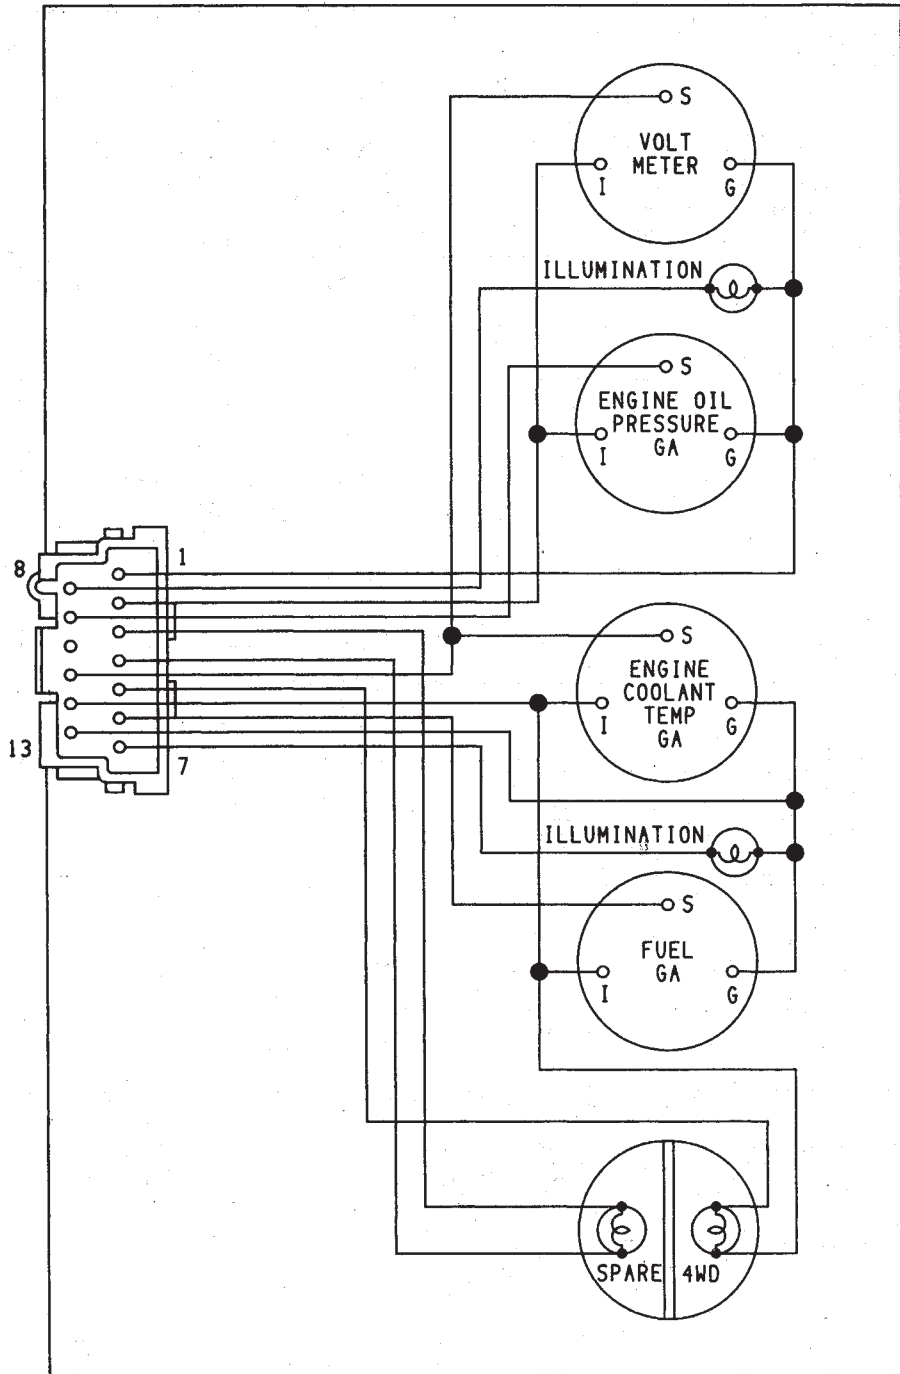 S
VOLT
METER
I
G
ILLUMINATION
S
ENGINE OIL
PRESSURE
GA
I
G
1
8
S
ENGINE
COOLANT
TEMP
GA
I
G
13
7
ILLUMINATION
S
FUEL
GA
I
G
SPARE
4WD